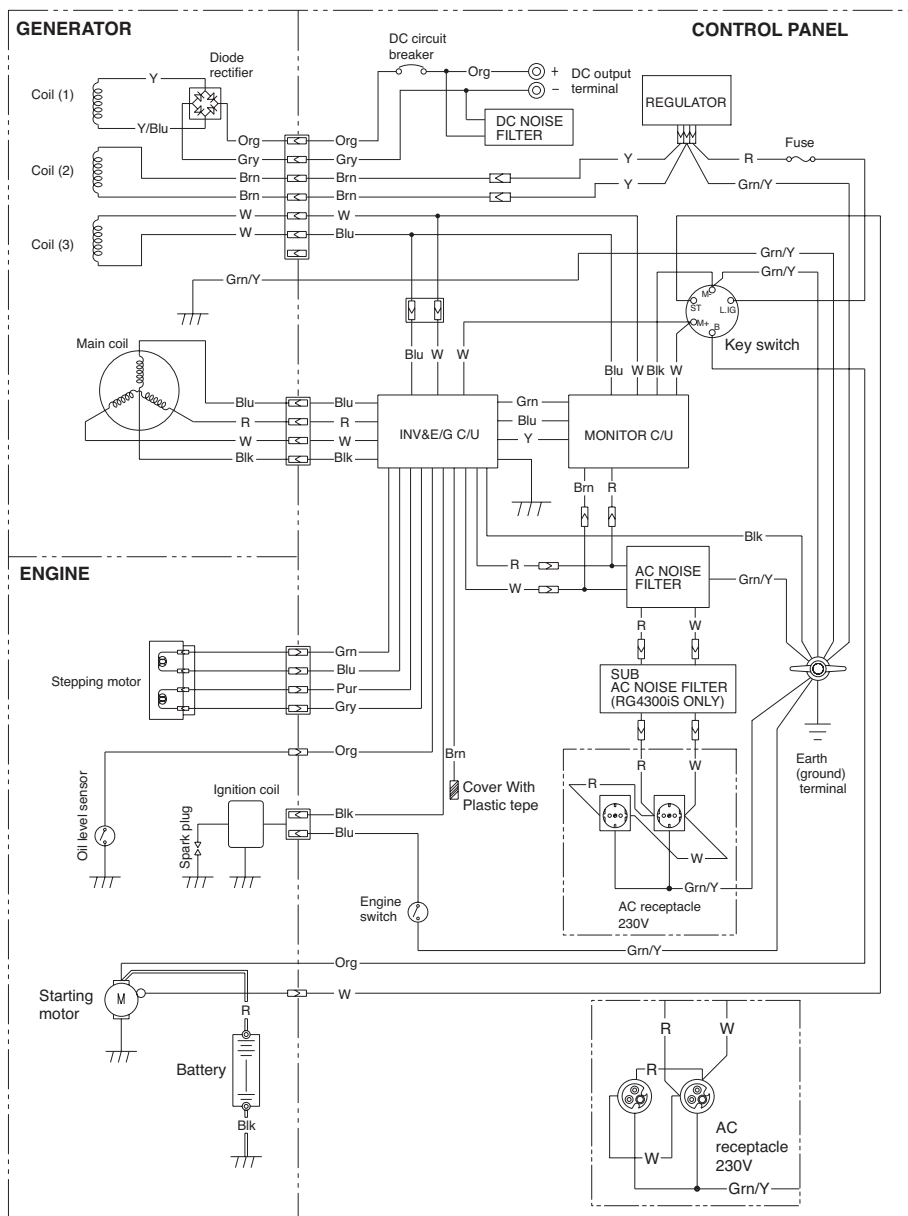 GENERATOR
CONTROL PANEL
DC circuit
breaker
Diode
rectifier
Org
+
−
DC output
terminal
Coil (1)
Y
Y/Blu
REGULATOR
DC NOISE
FILTER
Fuse
Org
Org
Gry
Gry
Y
R
Coil (2)
Brn
Brn
Brn
Brn
Y
Grn/Y
Coil (3)
W
W
W
Blu
Grn/Y
Grn/Y
Grn/Y
M-
ST
L.IG
M+
B
Key switch
Main coil
Blu
W
W
Blu
W
Blk
W
Blu
Blu
R
R
W
W
Blk
Blk
INV&E/G C/U
Grn
Blu
Y
MONITOR C/U
Brn
R
Blk
ENGINE
R
W
AC NOISE
FILTER
Grn/Y
R
W
Stepping motor
Grn
Blu
Pur
Gry
SUB
AC NOISE FILTER
(RG4300iS ONLY)
Org
Brn
R
W
Earth
(ground)
terminal
Oil level sensor
Spark plug
Ignition coil
Blk
Blu
Cover With
Plastic tepe
R
W
Grn/Y
Engine
switch
AC receptacle
230V
Grn/Y
Org
Starting
motor
M
W
R
Battery
Blk
R
W
R
W
AC
receptacle
230V
Grn/Y